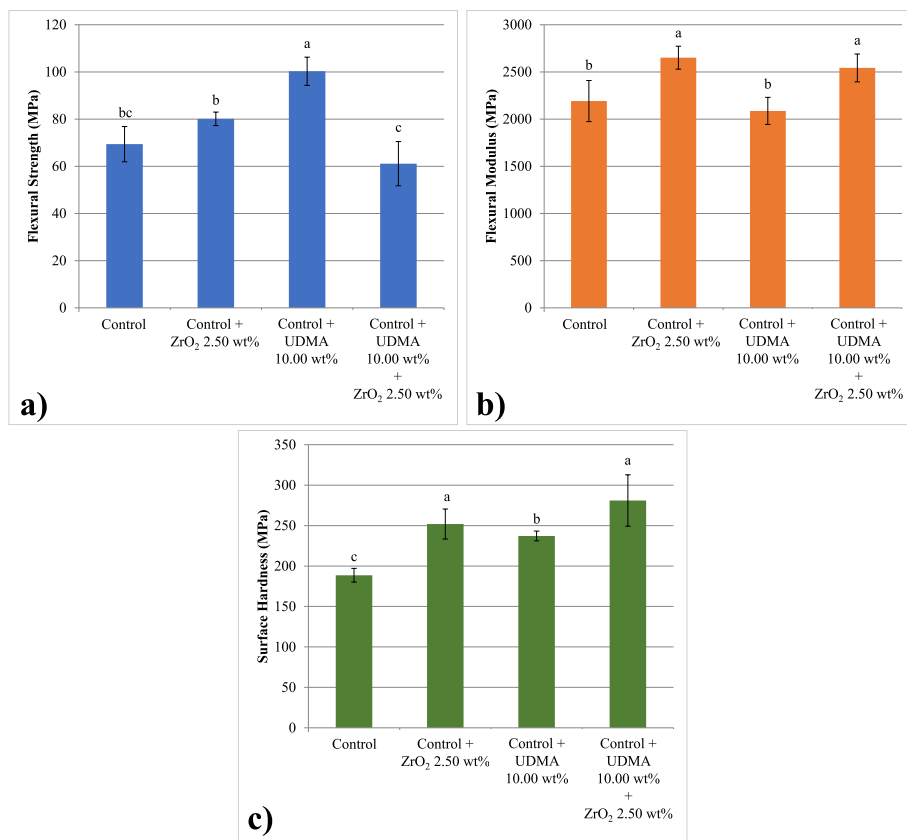 120
100
80
60
40
20
0
Flexural Strength (MPa)
bc
b
a
c
Control
Control +
ZrO₂ 2.50 wt%
Control +
UDMA
10.00 wt%
Control +
UDMA
10.00 wt%
+
ZrO₂ 2.50 wt%
a)
3000
2500
2000
1500
1000
500
0
Flexural Modulus (MPa)
b
a
b
a
Control
Control +
ZrO₂ 2.50 wt%
Control +
UDMA
10.00 wt%
Control +
UDMA
10.00 wt%
+
ZrO₂ 2.50 wt%
b)
350
300
250
200
150
100
50
0
Surface Hardness (MPa)
c
a
b
a
Control
Control +
ZrO₂ 2.50 wt%
Control +
UDMA
10.00 wt%
Control +
UDMA
10.00 wt%
+
ZrO₂ 2.50 wt%
c)